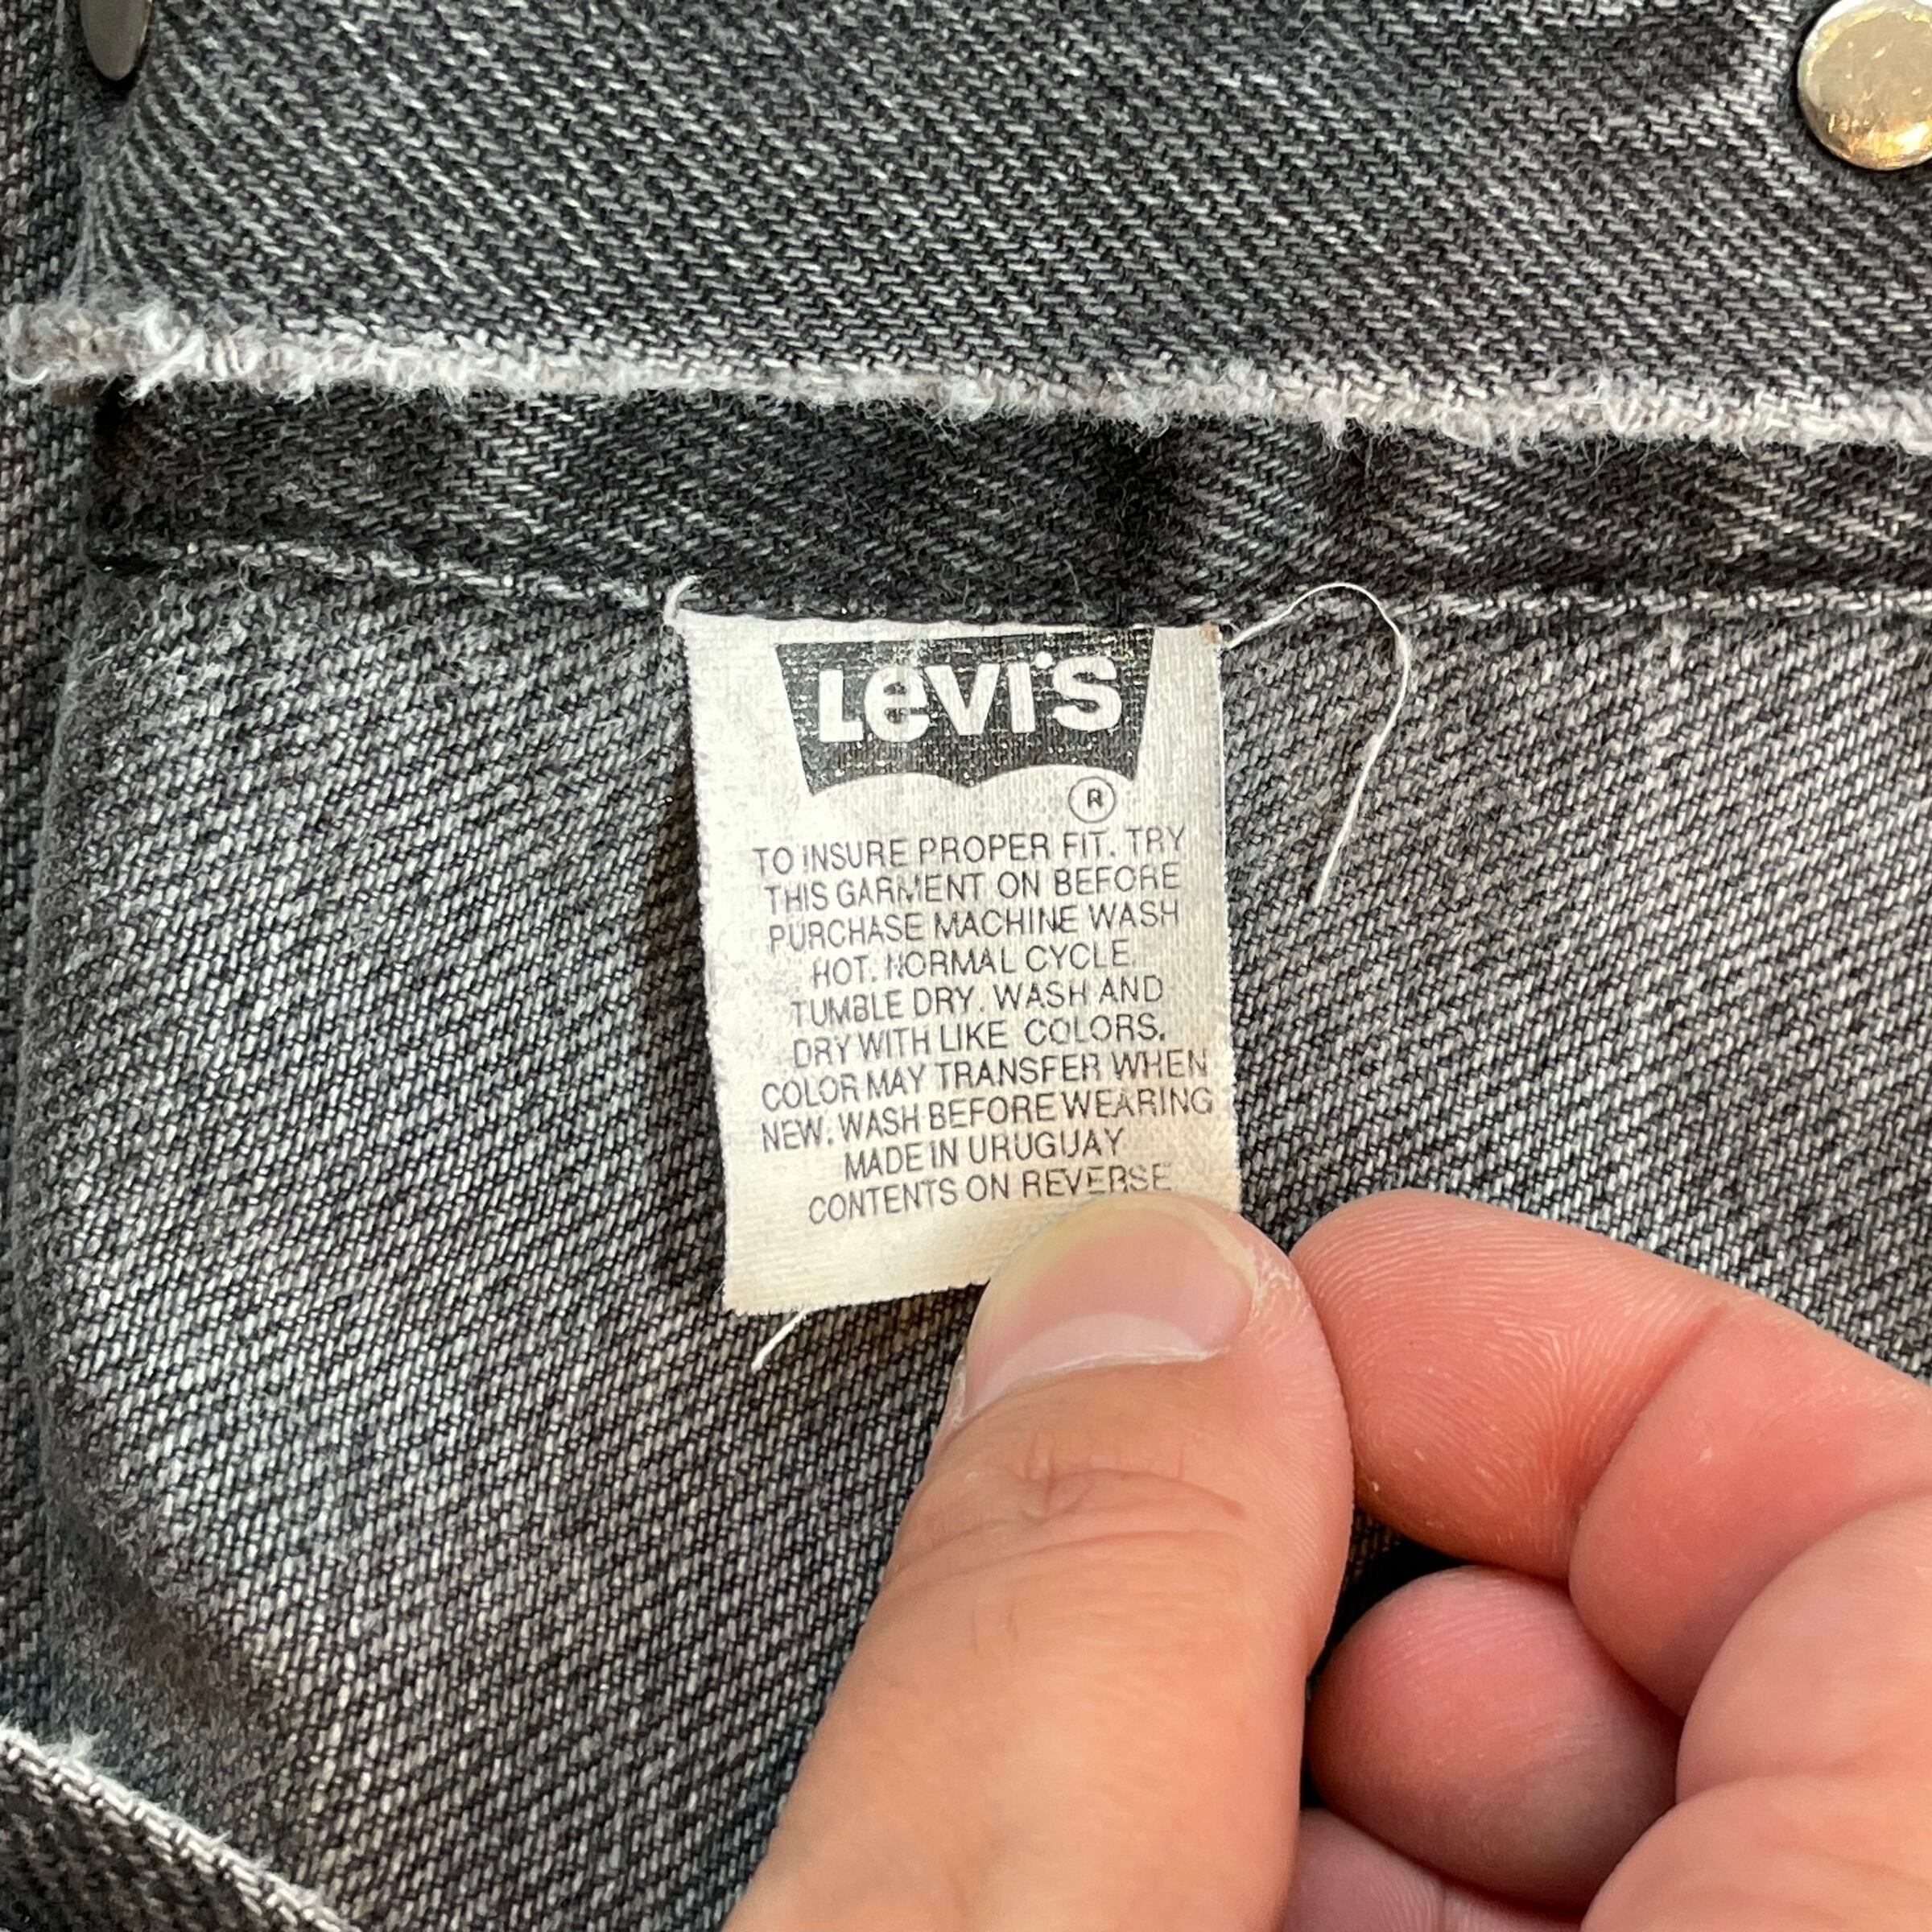 Levi's
®
TO INSURE PROPER FIT. TRY
THIS GARMENT ON BEFORE
PURCHASE MACHINE WASH
HOT. NORMAL CYCLE.
TUMBLE DRY. WASH AND
DRY WITH LIKE COLORS.
COLOR MAY TRANSFER WHEN
NEW. WASH BEFORE WEARING
MADE IN URUGUAY
CONTENTS ON REVERSE